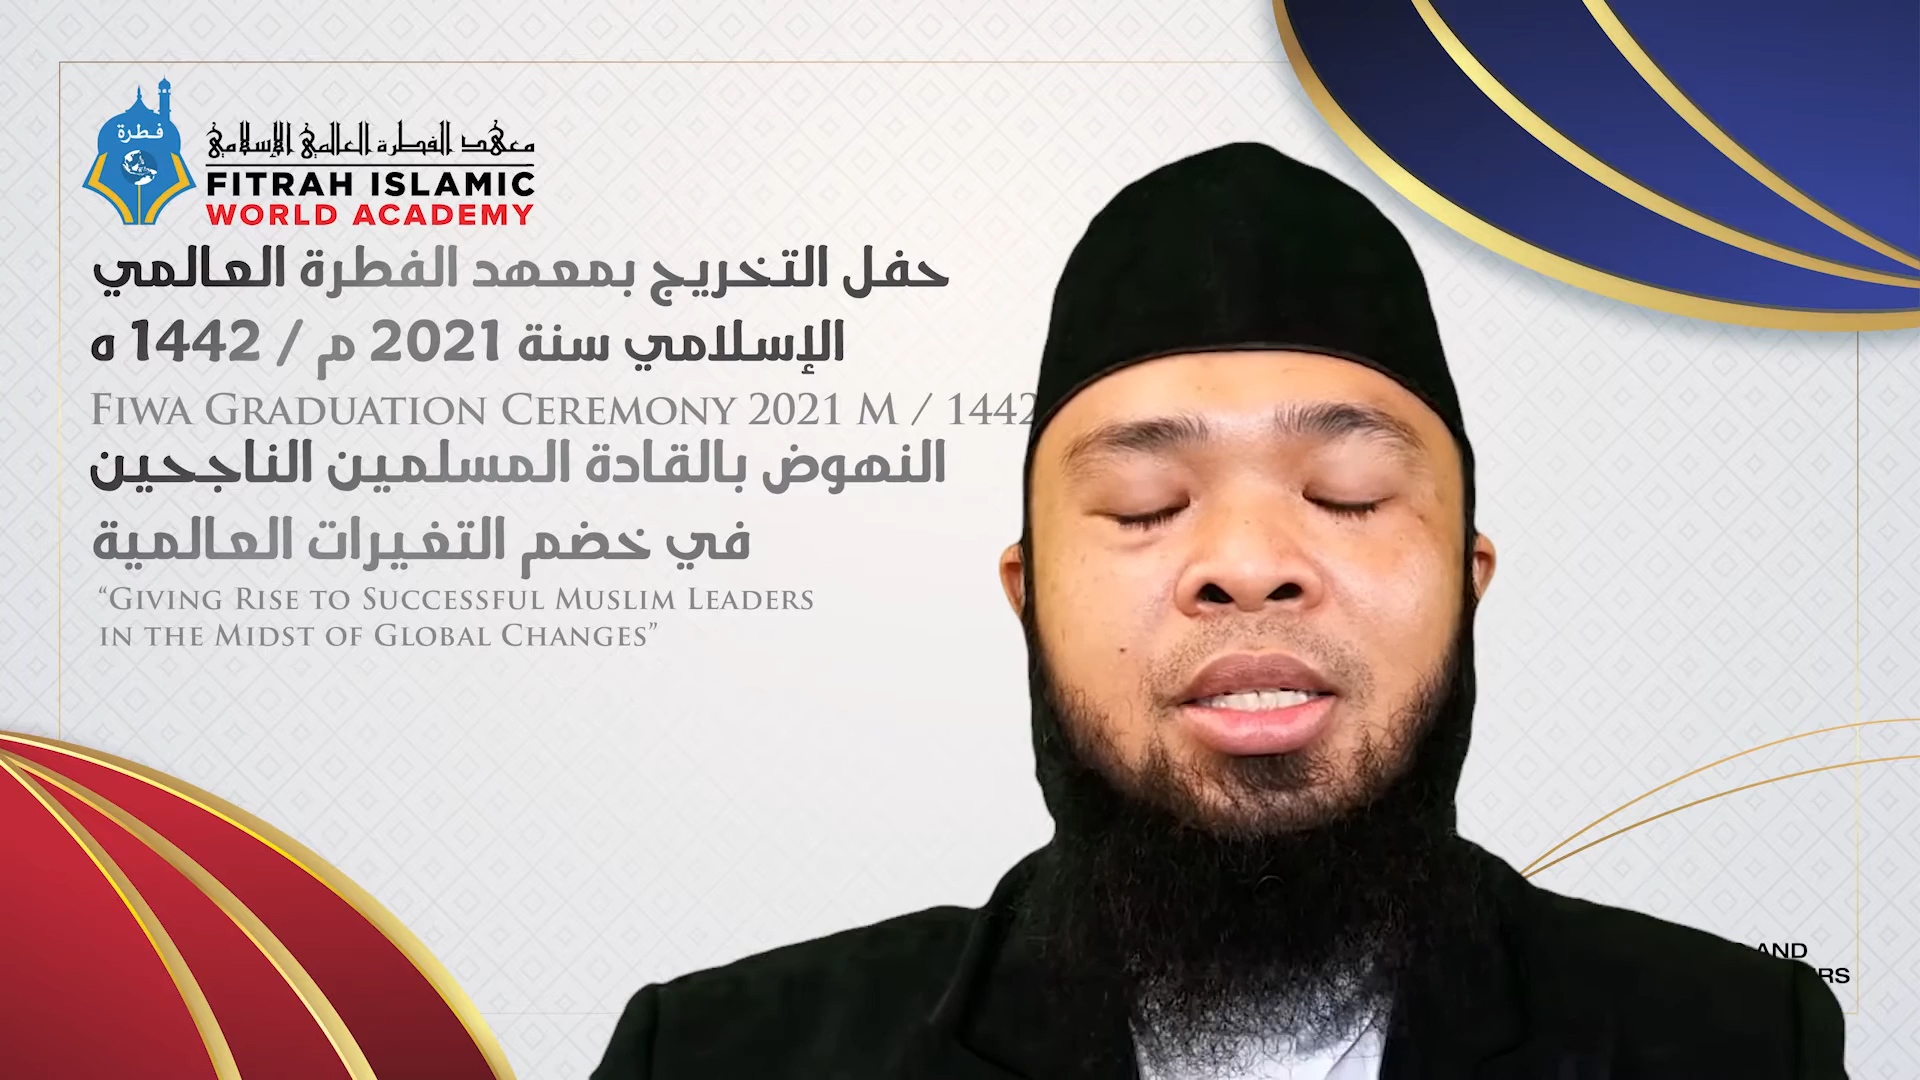 فطرة
معهد الفطرة العالمي الإسلامي
FITRAH ISLAMIC
WORLD ACADEMY
حفل التخريج بمعهد الفطرة العالمي
الإسلامي سنة 2021 م / 1442 ه
FIWA GRADUATION CEREMONY 2021 M / 1442
النهوض بالقادة المسلمين الناجحين
في خضم التغيرات العالمية
“GIVING RISE TO SUCCESSFUL MUSLIM LEADERS
IN THE MIDST OF GLOBAL CHANGES”
AND